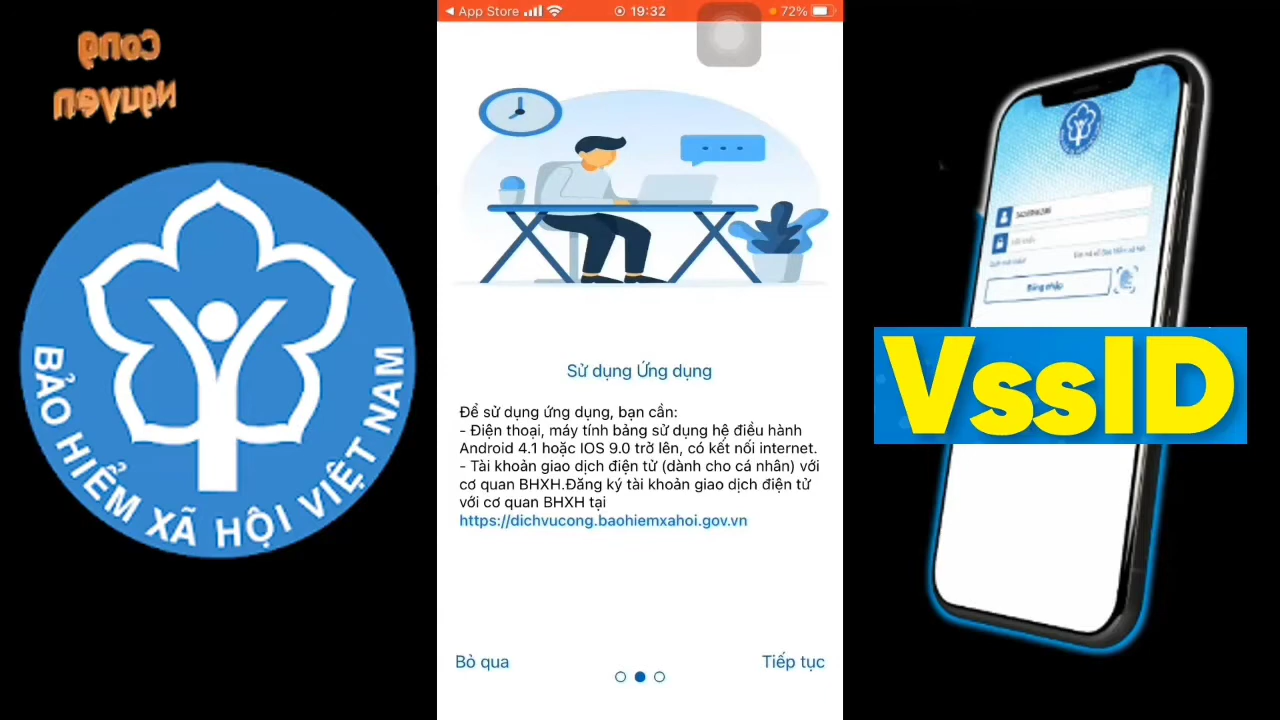 Cong
Nguyen
BẢO HIỂM XÃ HỘI VIỆT NAM
App Store
19:32
72%
Sử dụng Ứng dụng
Để sử dụng ứng dụng, bạn cần:
- Điện thoại, máy tính bảng sử dụng hệ điều hành
Android 4.1 hoặc IOS 9.0 trở lên, có kết nối internet.
- Tài khoản giao dịch điện tử (dành cho cá nhân) với
cơ quan BHXH.Đăng ký tài khoản giao dịch điện tử
với cơ quan BHXH tại
https://dichvucong.baohiemxahoi.gov.vn
Bỏ qua
Tiếp tục
Đăng nhập
VssID